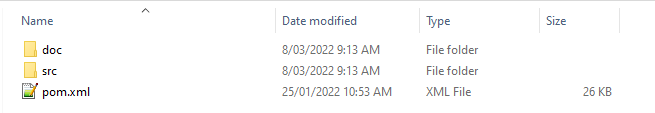 Name Date modified Type Size
doc 8/03/2022 9:13 AM File folder
src 8/03/2022 9:13 AM File folder
pom.xml 25/01/2022 10:53 AM XML File 26 KB